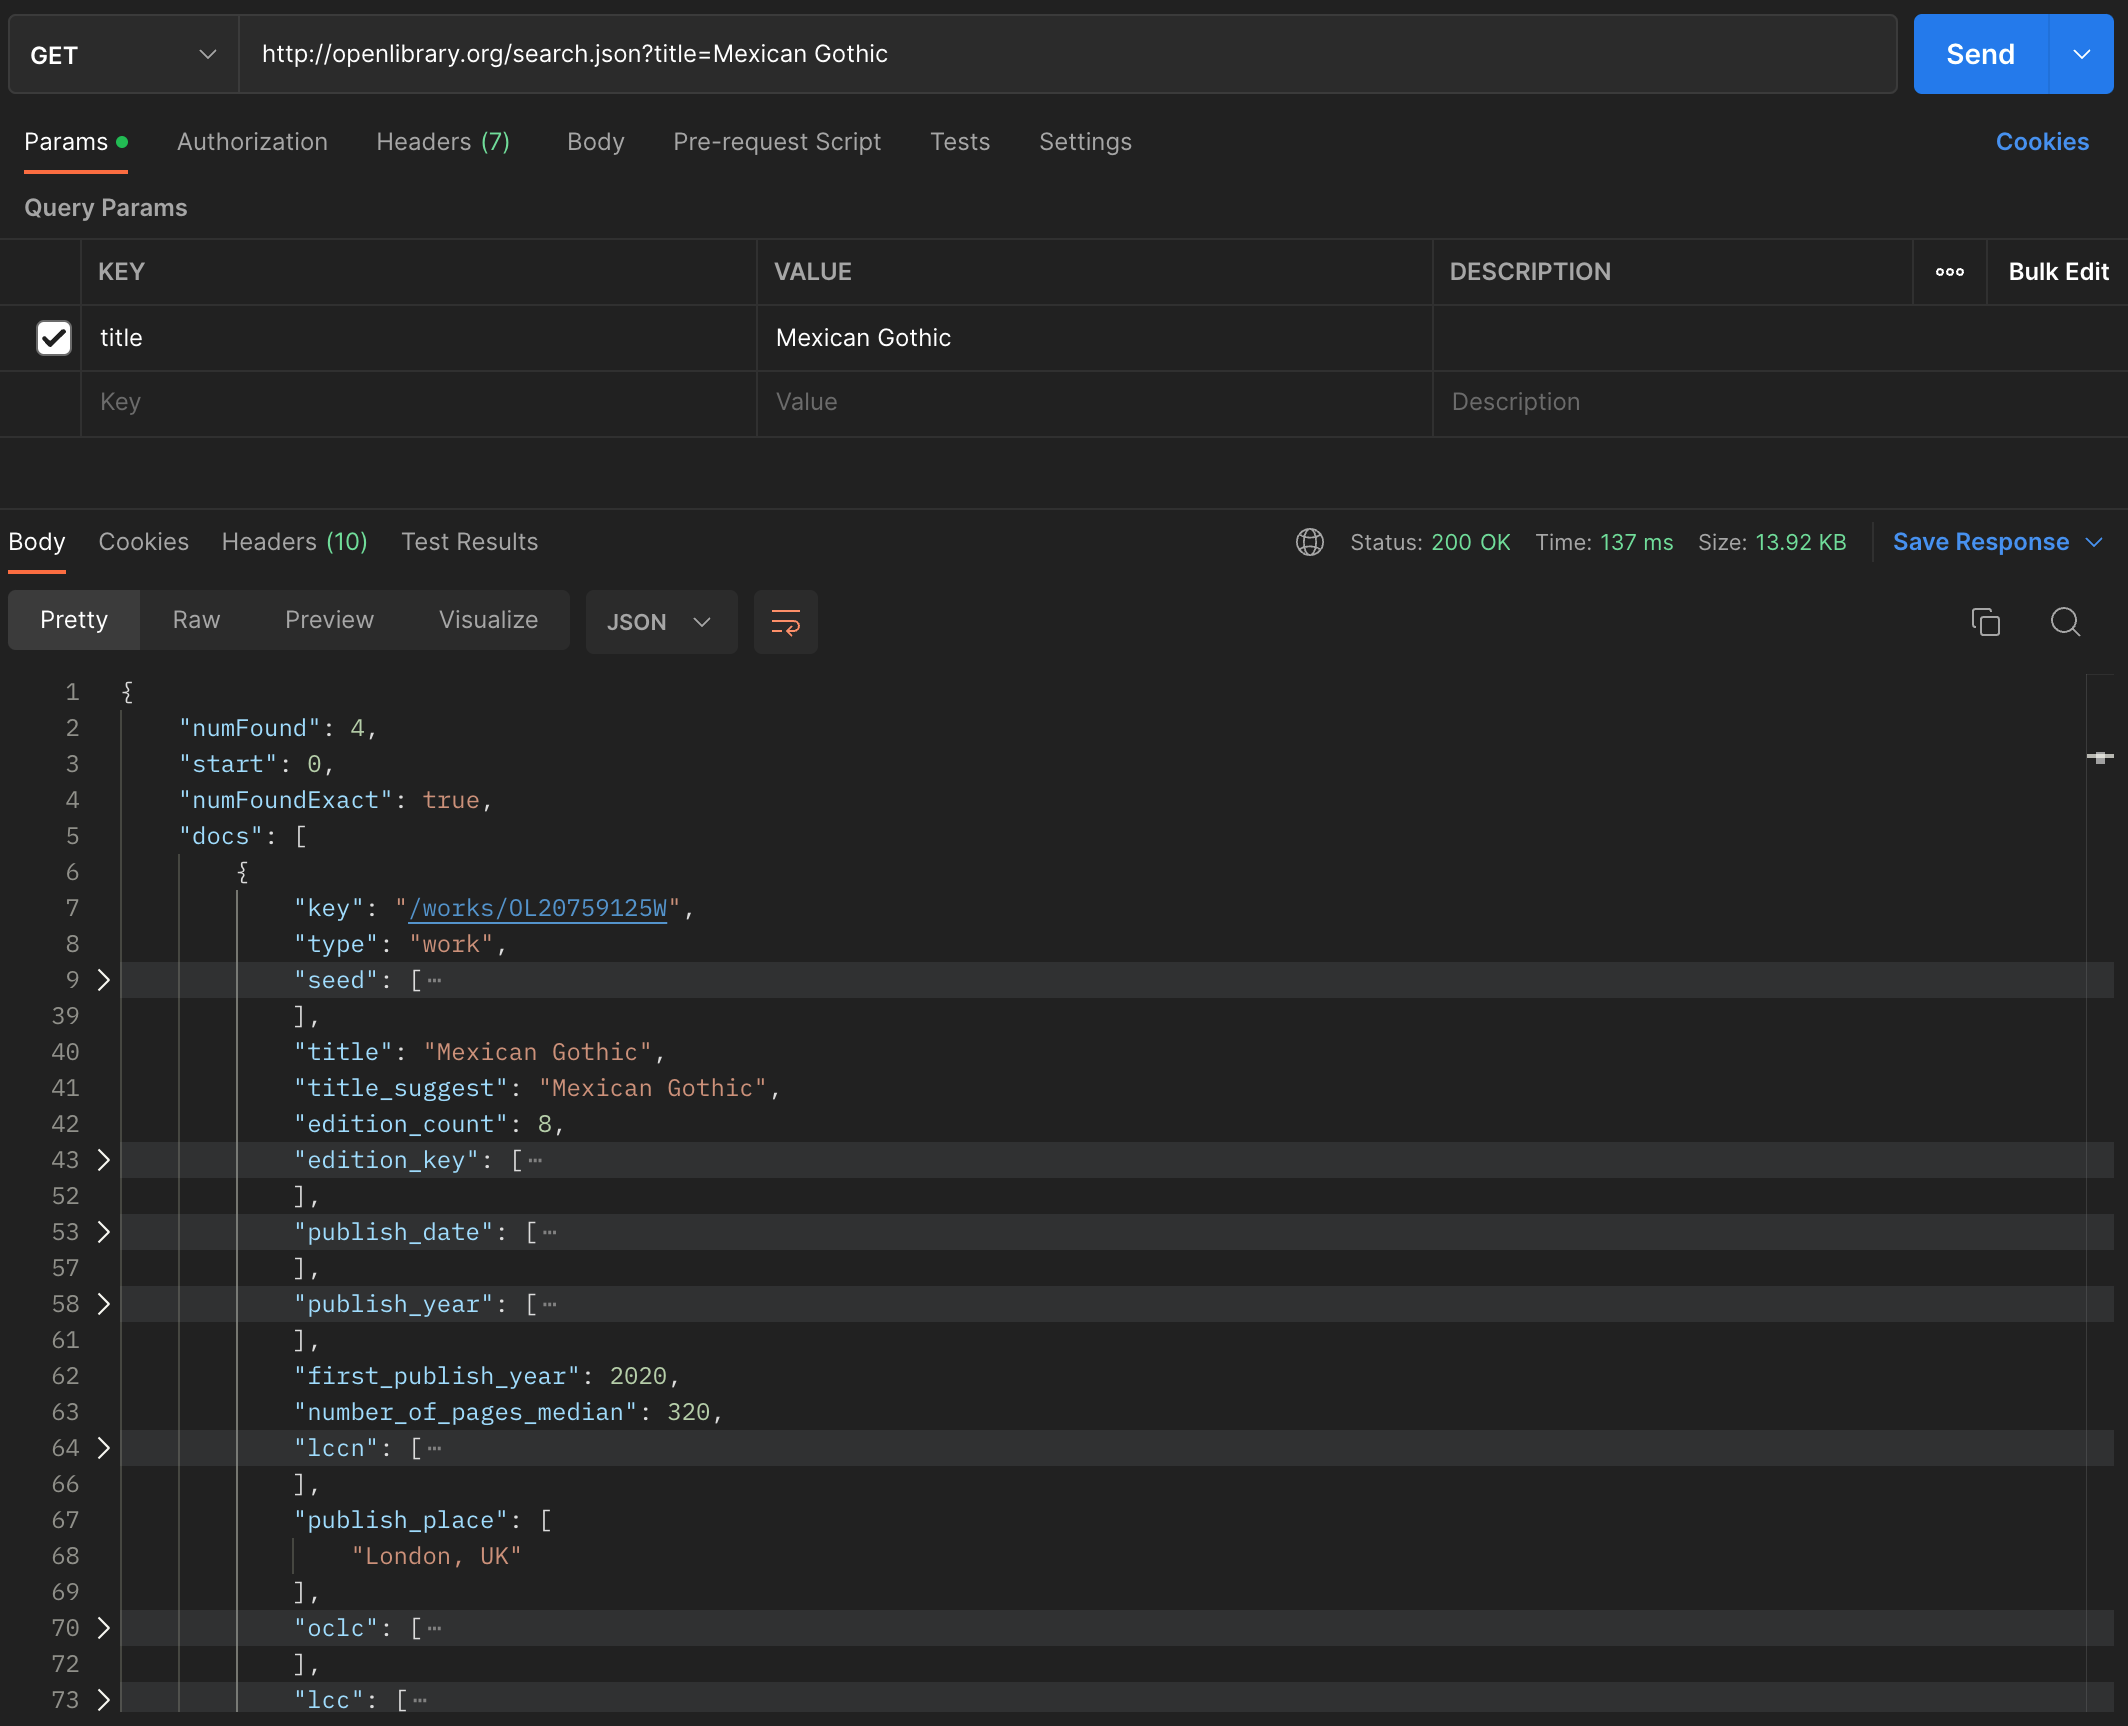 GET http://openlibrary.org/search.json?title=Mexican Gothic Send
Params Authorization Headers (7) Body Pre-request Script Tests Settings Cookies
Query Params
KEY VALUE DESCRIPTION ooo Bulk Edit
title Mexican Gothic
Key Value Description
Body Cookies Headers (10) Test Results Status: 200 OK Time: 137 ms Size: 13.92 KB Save Response
Pretty Raw Preview Visualize JSON
1 {
2 "numFound": 4,
3 "start": 0,
4 "numFoundExact": true,
5 "docs": [
6 {
7 "key": "/works/OL20759125W",
8 "type": "work",
9 "seed": [⋯
39 ],
40 "title": "Mexican Gothic",
41 "title_suggest": "Mexican Gothic",
42 "edition_count": 8,
43 "edition_key": [⋯
52 ],
53 "publish_date": [⋯
57 ],
58 "publish_year": [⋯
61 ],
62 "first_publish_year": 2020,
63 "number_of_pages_median": 320,
64 "lccn": [⋯
66 ],
67 "publish_place": [
68 "London, UK"
69 ],
70 "oclc": [⋯
72 ],
73 "lcc": [⋯